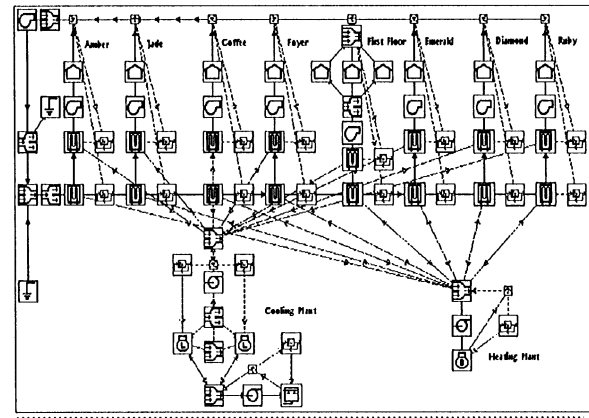 Amber
Jade
Coffee
Foyer
First Floor
Emerald
Diamond
Ruby
Cooling Plant
Heating Plant